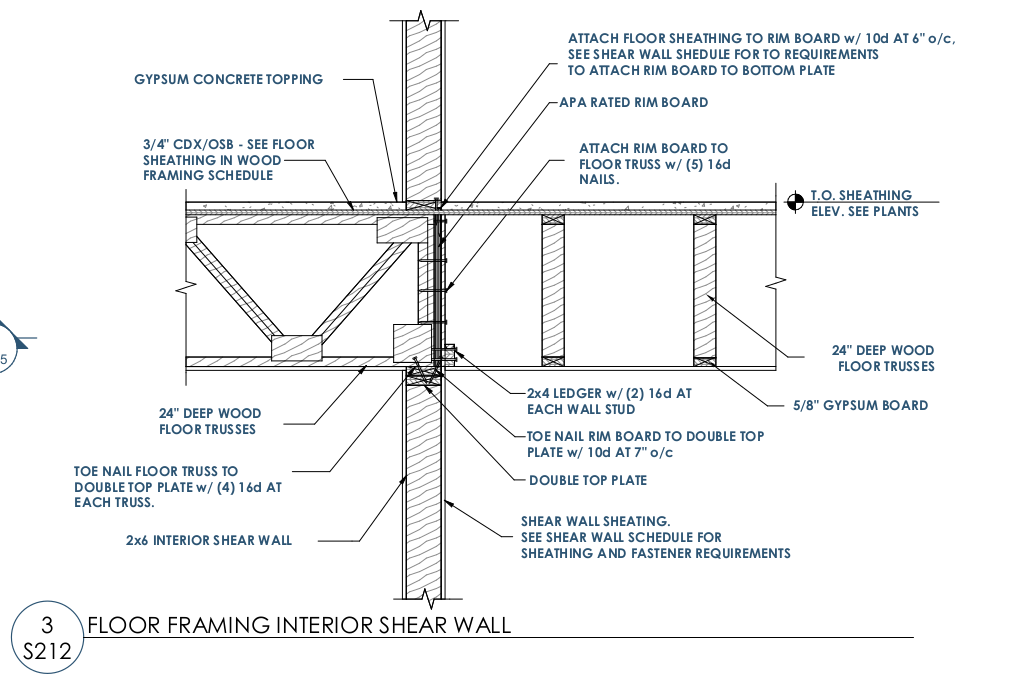 ATTACH FLOOR SHEATHING TO RIM BOARD w/ 10d AT 6" o/c,
SEE SHEAR WALL SHEDULE FOR TO REQUIREMENTS
TO ATTACH RIM BOARD TO BOTTOM PLATE
GYPSUM CONCRETE TOPPING
APA RATED RIM BOARD
3/4" CDX/OSB - SEE FLOOR
SHEATHING IN WOOD
FRAMING SCHEDULE
ATTACH RIM BOARD TO
FLOOR TRUSS w/ (5) 16d
NAILS.
T.O. SHEATHING
ELEV. SEE PLANTS
5
24" DEEP WOOD
FLOOR TRUSSES
5/8" GYPSUM BOARD
2x4 LEDGER w/ (2) 16d AT
EACH WALL STUD
24" DEEP WOOD
FLOOR TRUSSES
TOE NAIL RIM BOARD TO DOUBLE TOP
PLATE w/ 10d AT 7" o/c
TOE NAIL FLOOR TRUSS TO
DOUBLE TOP PLATE w/ (4) 16d AT
EACH TRUSS.
DOUBLE TOP PLATE
2x6 INTERIOR SHEAR WALL
SHEAR WALL SHEATING.
SEE SHEAR WALL SCHEDULE FOR
SHEATHING AND FASTENER REQUIREMENTS
3
S212
FLOOR FRAMING INTERIOR SHEAR WALL